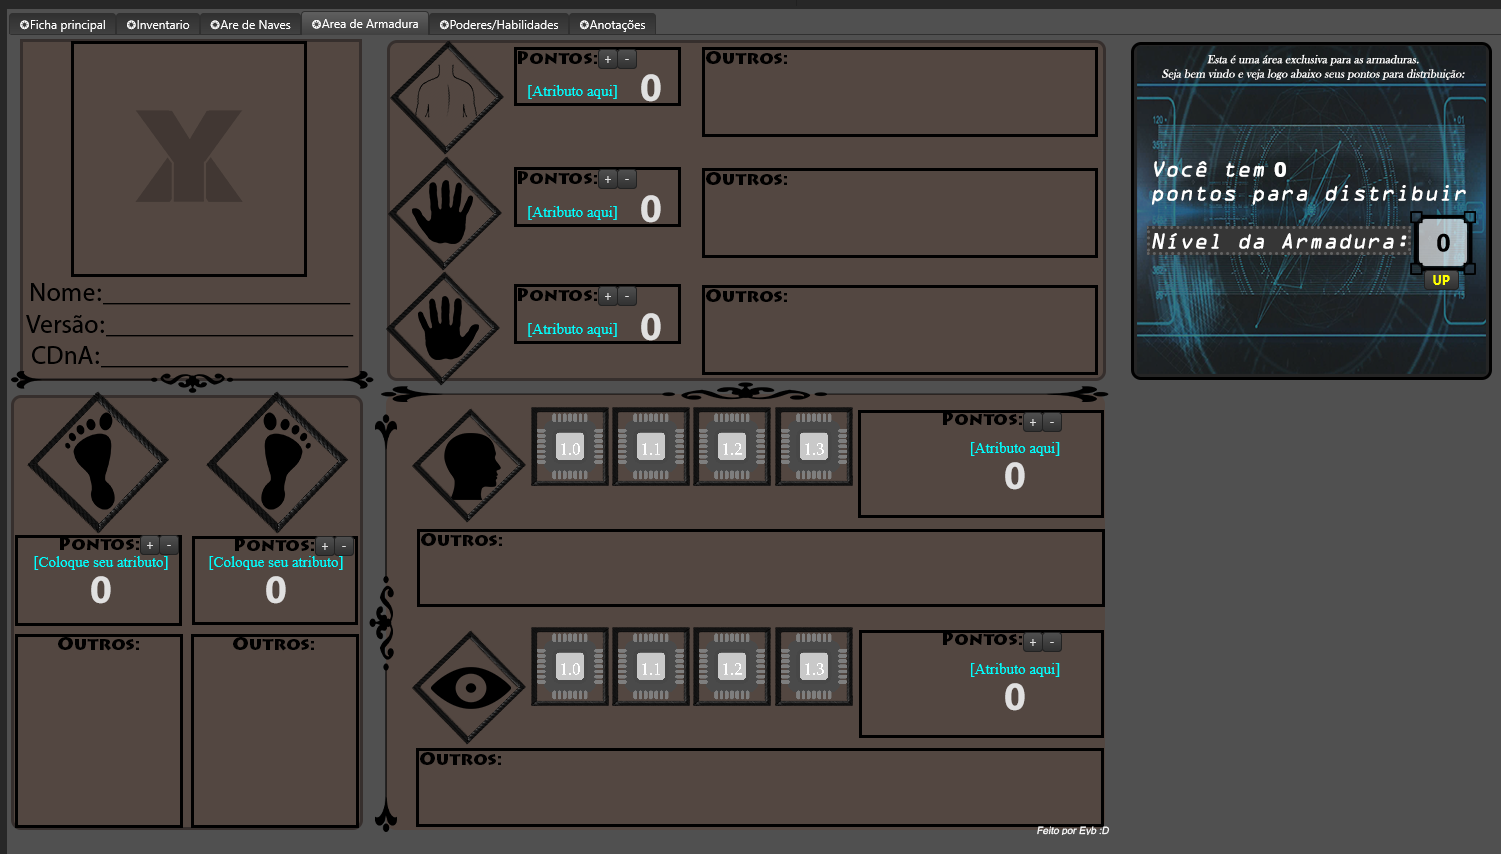 ✪Ficha principal
✪Inventario
✪Are de Naves
✪Area de Armadura
✪Poderes/Habilidades
✪Anotações
Nome:
Versão:
CDnA:
Pontos: + -
[Atributo aqui] 0
Outros:
Pontos: + -
[Atributo aqui] 0
Outros:
Pontos: + -
[Atributo aqui] 0
Outros:
Esta é uma área exclusiva para as armaduras.
Seja bem vindo e veja logo abaixo seus pontos para distribuição:
Você tem 0
pontos para distribuir
Nível da Armadura: 0
UP
Pontos: + -
[Coloque seu atributo]
0
Outros:
Pontos: + -
[Coloque seu atributo]
0
Outros:
1.0
1.1
1.2
1.3
Pontos: + -
[Atributo aqui]
0
Outros:
1.0
1.1
1.2
1.3
Pontos: + -
[Atributo aqui]
0
Outros:
Feito por Eyb :D